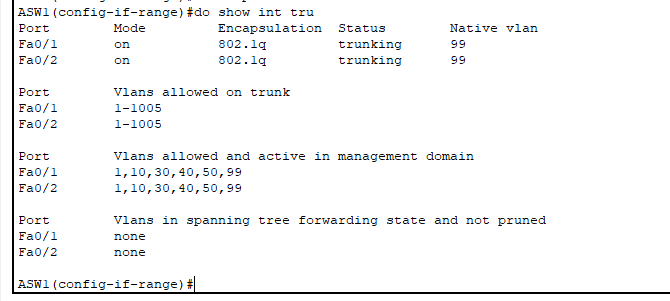 ASW1(config-if-range)#do show int tru
Port        Mode         Encapsulation  Status        Native vlan
Fa0/1       on           802.1q         trunking      99
Fa0/2       on           802.1q         trunking      99
Port        Vlans allowed on trunk
Fa0/1       1-1005
Fa0/2       1-1005
Port        Vlans allowed and active in management domain
Fa0/1       1,10,30,40,50,99
Fa0/2       1,10,30,40,50,99
Port        Vlans in spanning tree forwarding state and not pruned
Fa0/1       none
Fa0/2       none
ASW1(config-if-range)#